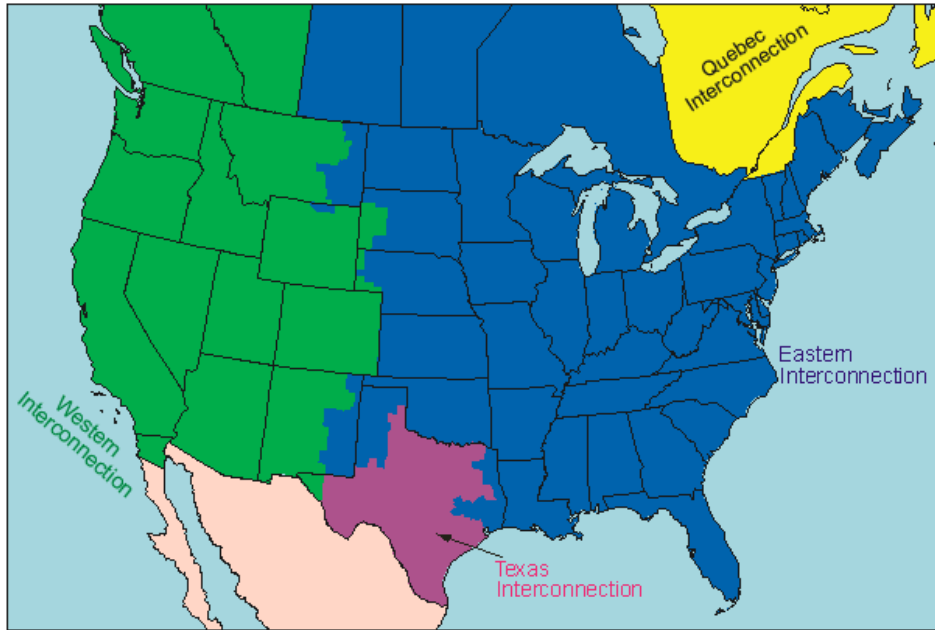 Quebec
Interconnection
Eastern
Interconnection
Western
Interconnection
Texas
Interconnection